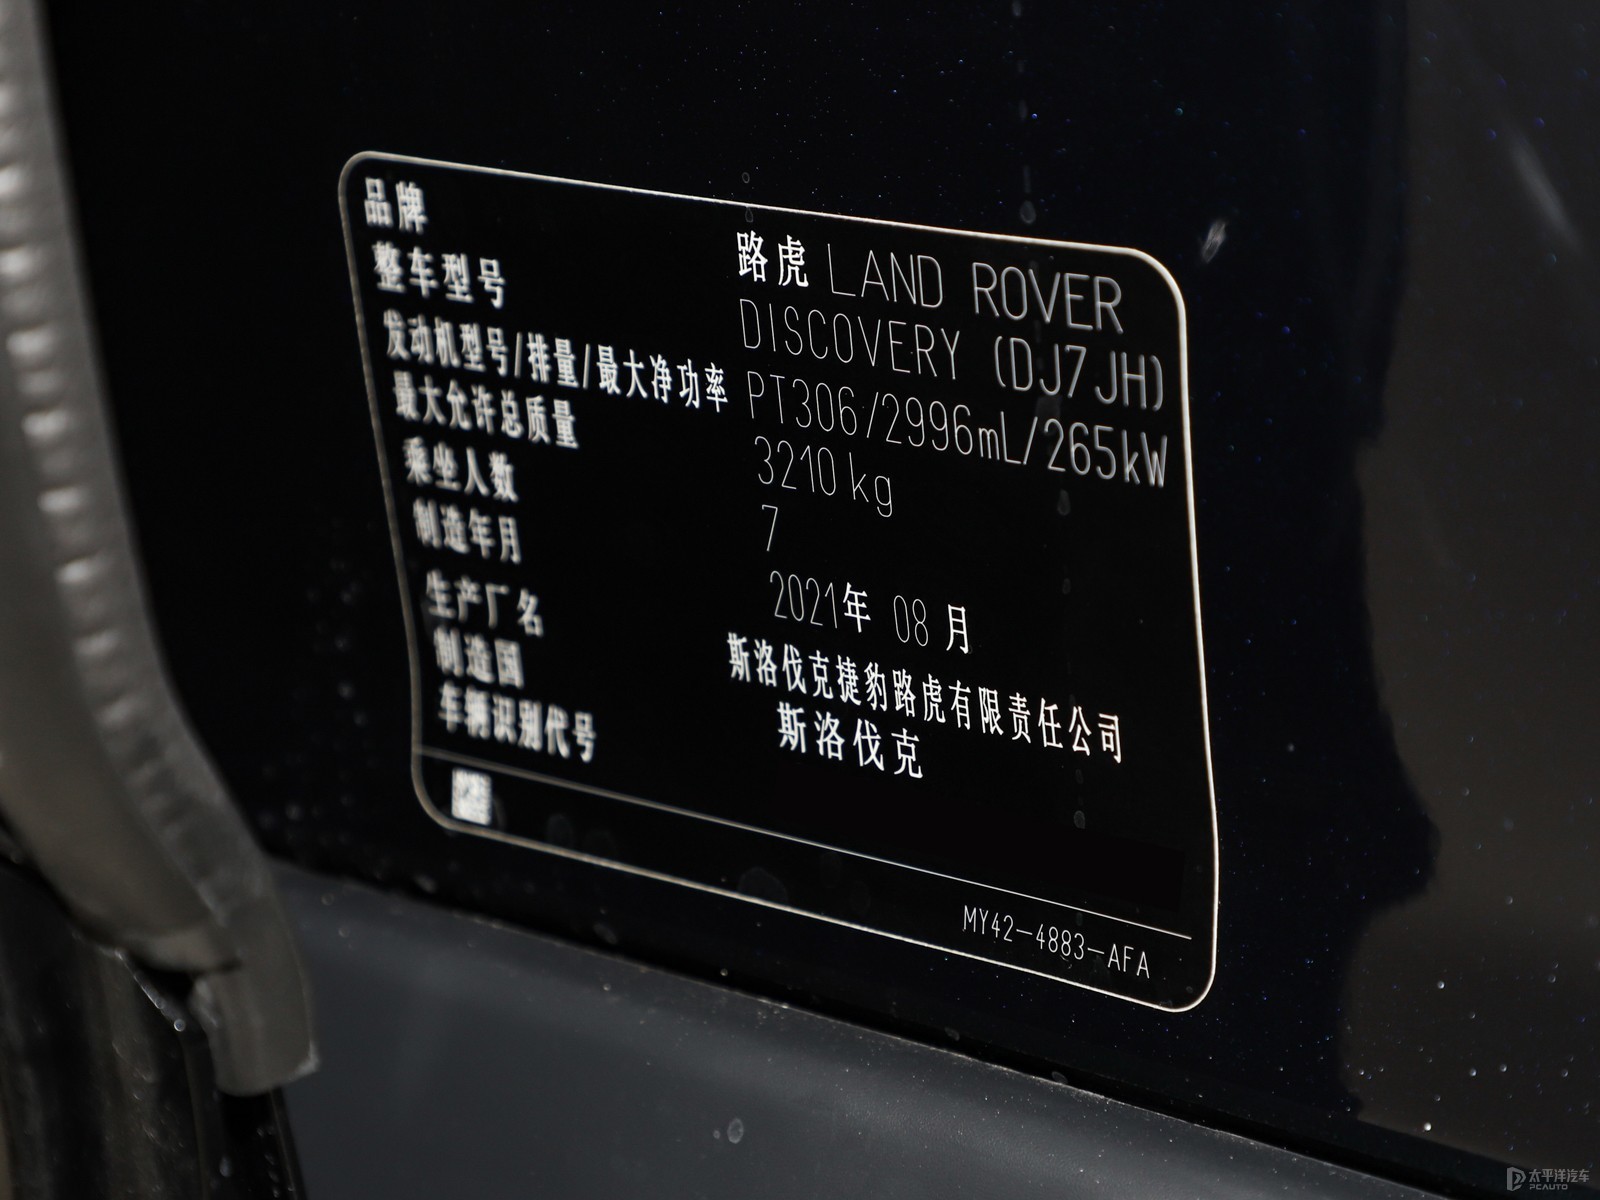 品牌 路虎 LAND ROVER
整车型号 DISCOVERY (DJ7JH)
发动机型号/排量/最大净功率 PT306/2996mL/265kW
最大允许总质量 3210kg
乘坐人数 7
制造年月 2021年 08月
生产厂名 斯洛伐克捷豹路虎有限责任公司
制造国 斯洛伐克
车辆识别代号
MY42-4883-AFA
太平洋汽车
PCAUTO